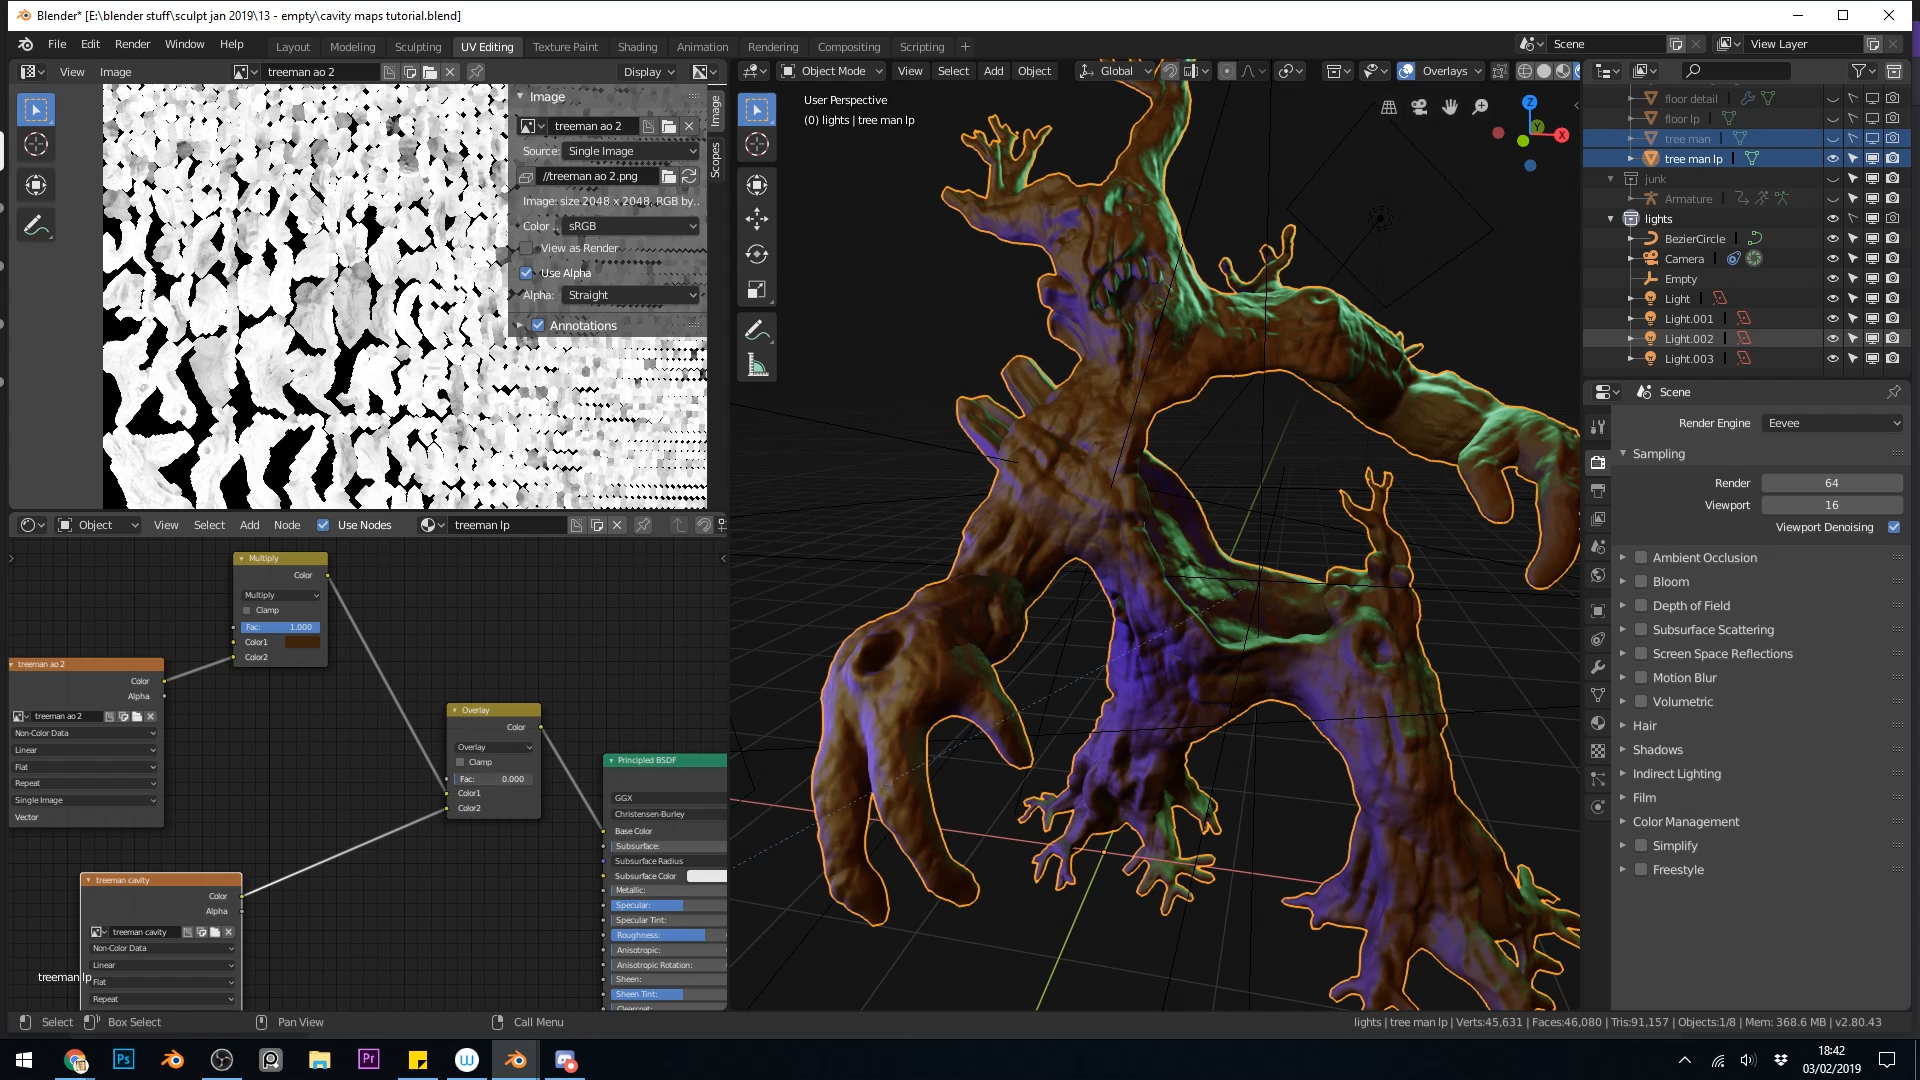 Blender* [E:\blender stuff\sculpt jan 2019\13 - empty\cavity maps tutorial.blend]
File Edit Render Window Help Layout Modeling Sculpting UV Editing Texture Paint Shading Animation Rendering Compositing Scripting + Scene View Layer
View Image treeman ao 2 Display
Image
treeman ao 2
Source: Single Image
//treeman ao 2.png
Image: size 2048 x 2048, RGB by..
Color .. sRGB
View as Render
Use Alpha
Alpha: Straight
Annotations
Image
Scopes
Object Mode View Select Add Object Global Overlays
User Perspective
(0) lights | tree man lp
Z
Y
X
floor detail
floor lp
tree man
tree man lp
junk
Armature
lights
BezierCircle
Camera
Empty
Light
Light.001
Light.002
Light.003
Object View Select Add Node Use Nodes treeman lp
Multiply
Color
Multiply
Clamp
Fac: 1.000
Color1
Color2
treeman ao 2
Color
Alpha
treeman ao 2
Non-Color Data
Linear
Flat
Repeat
Single Image
Vector
Overlay
Color
Overlay
Clamp
Fac: 0.000
Color1
Color2
treeman cavity
Color
Alpha
treeman cavity
Non-Color Data
Linear
Flat
Repeat
treeman lp
Principled BSDF
GGX
Christensen-Burley
Base Color
Subsurface:
Subsurface Radius
Subsurface Color
Metallic:
Specular:
Specular Tint:
Roughness:
Anisotropic:
Anisotropic Rotation:
Sheen:
Sheen Tint:
Clearcoat:
Scene
Render Engine Eevee
Sampling
Render 64
Viewport 16
Viewport Denoising
Ambient Occlusion
Bloom
Depth of Field
Subsurface Scattering
Screen Space Reflections
Motion Blur
Volumetric
Hair
Shadows
Indirect Lighting
Film
Color Management
Simplify
Freestyle
Select Box Select Pan View Call Menu
lights | tree man lp | Verts:45,631 | Faces:46,080 | Tris:91,157 | Objects:1/8 | Mem: 368.6 MB | v2.80.43
Ps
Pr
W
18:42
03/02/2019